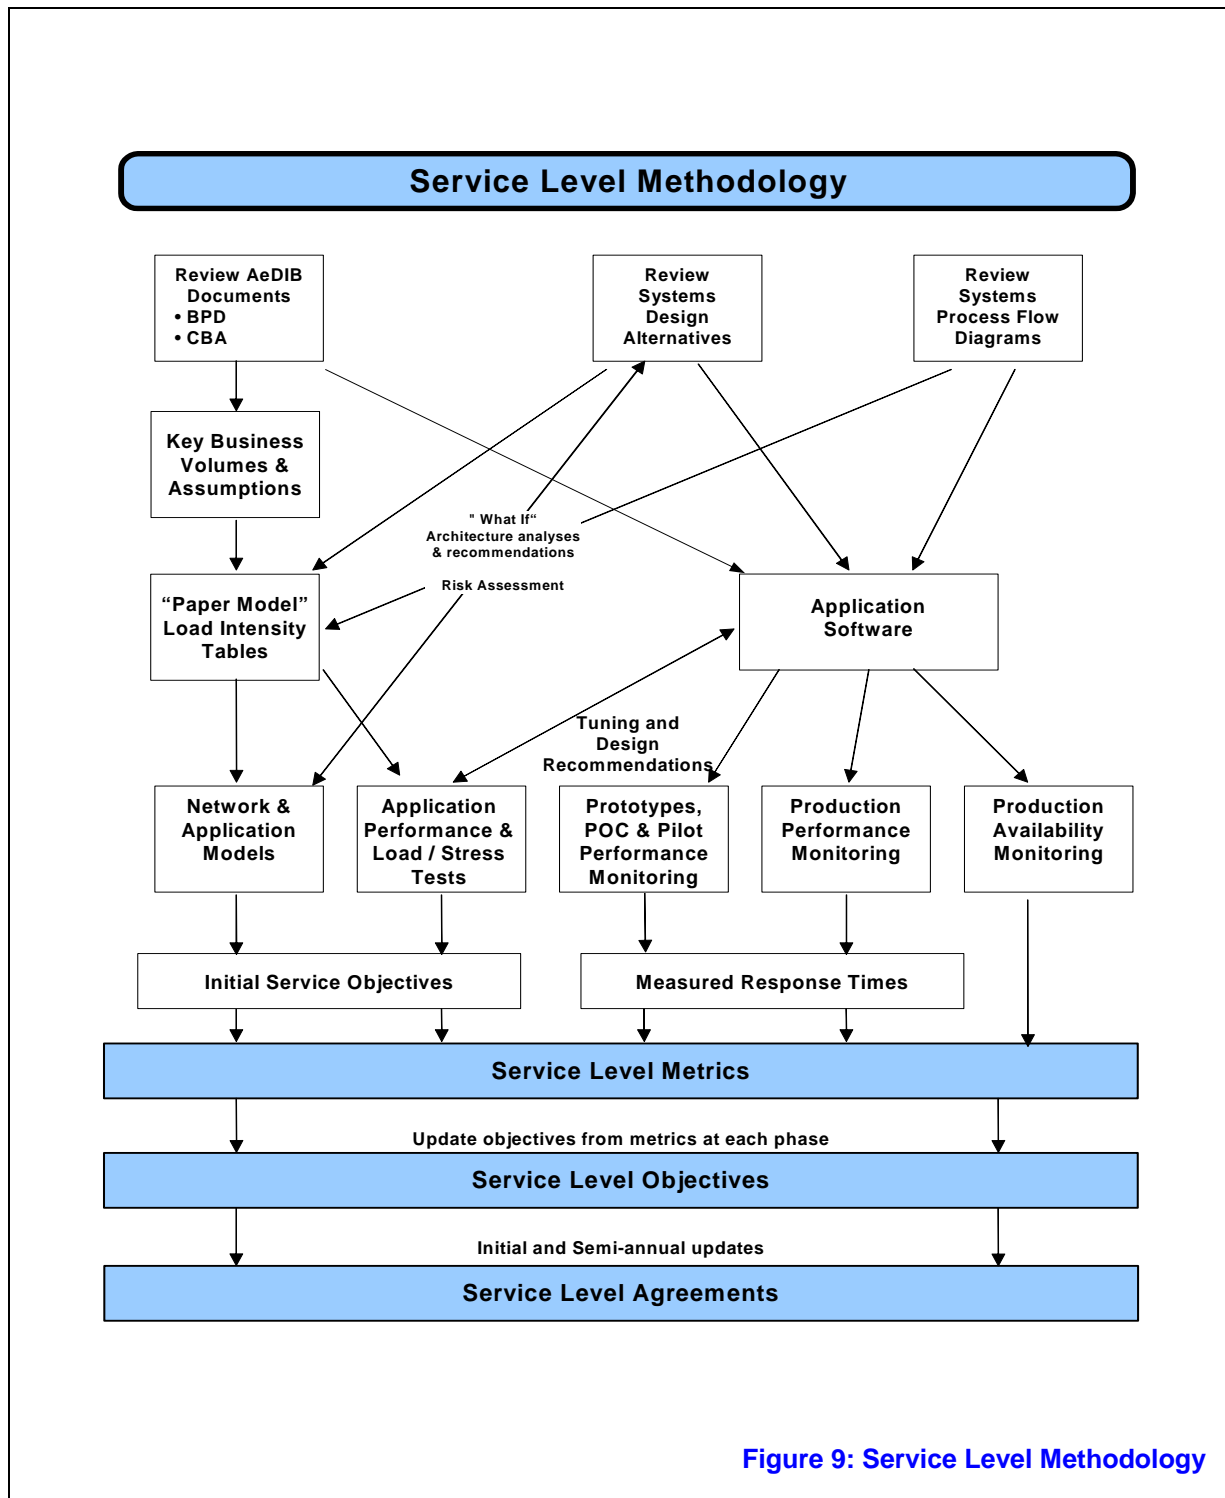 Service Level Methodology
Review AeDIB
Documents
• BPD
• CBA
Review
Systems
Design
Alternatives
Review
Systems
Process Flow
Diagrams
Key Business
Volumes &
Assumptions
" What If“
Architecture analyses
& recommendations
Risk Assessment
“Paper Model”
Load Intensity
Tables
Application
Software
Tuning and
Design
Recommendations
Network &
Application
Models
Application
Performance &
Load / Stress
Tests
Prototypes,
POC & Pilot
Performance
Monitoring
Production
Performance
Monitoring
Production
Availability
Monitoring
Initial Service Objectives
Measured Response Times
Service Level Metrics
Update objectives from metrics at each phase
Service Level Objectives
Initial and Semi-annual updates
Service Level Agreements
Figure 9: Service Level Methodology